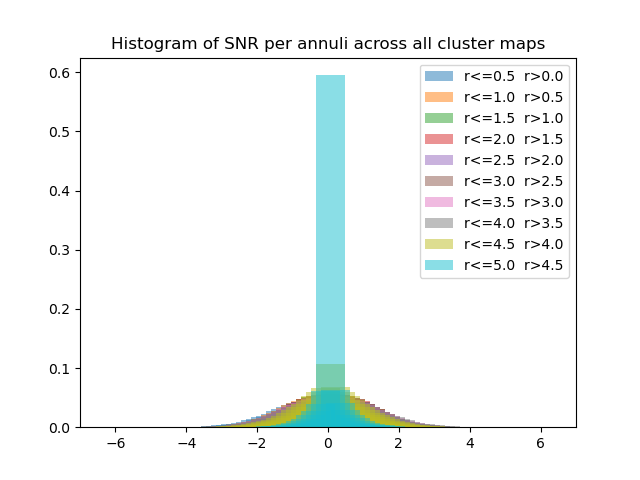 Histogram of SNR per annuli across all cluster maps
0.6
0.5
0.4
0.3
0.2
0.1
0.0
−6 −4 −2 0 2 4 6
r<=0.5 r>0.0
r<=1.0 r>0.5
r<=1.5 r>1.0
r<=2.0 r>1.5
r<=2.5 r>2.0
r<=3.0 r>2.5
r<=3.5 r>3.0
r<=4.0 r>3.5
r<=4.5 r>4.0
r<=5.0 r>4.5